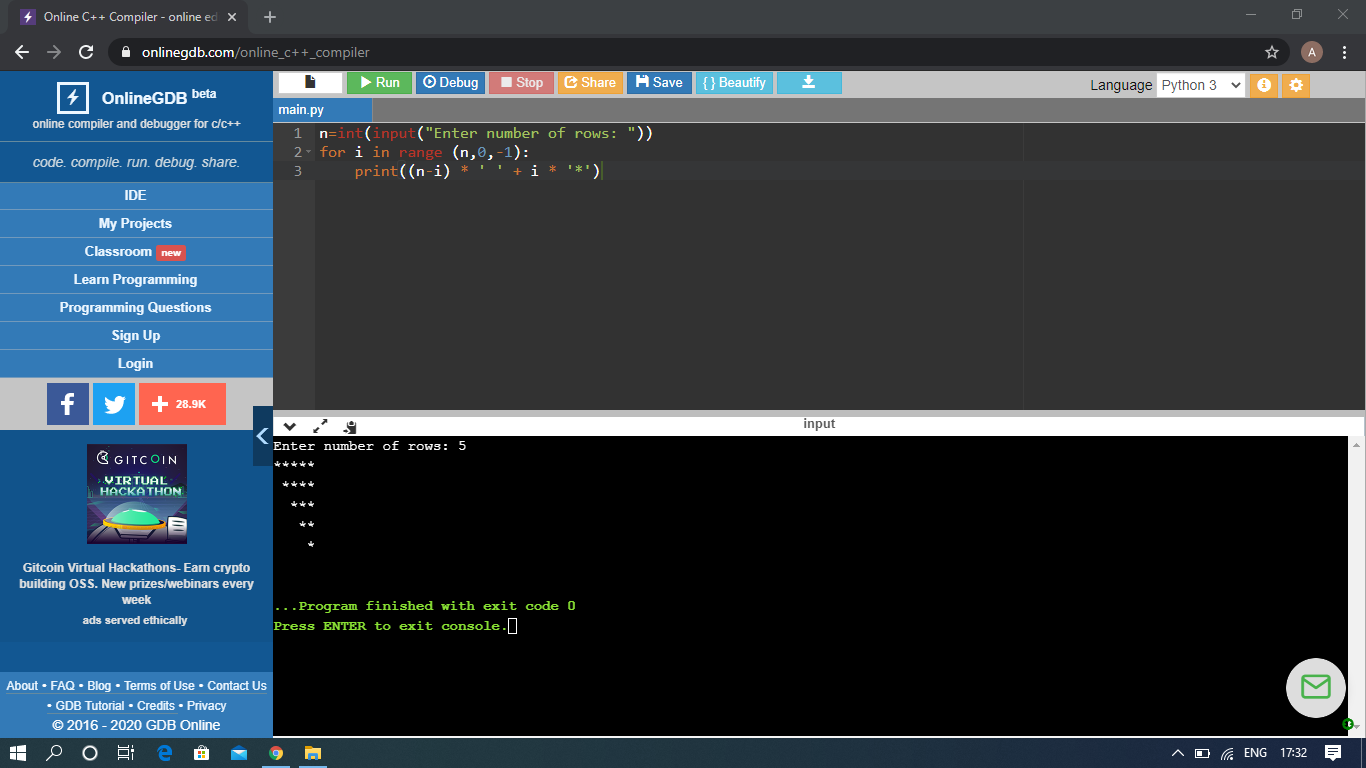 Online C++ Compiler - online ed
onlinegdb.com/online_c++_compiler
A
OnlineGDB beta
online compiler and debugger for c/c++
code. compile. run. debug. share.
IDE
My Projects
Classroom new
Learn Programming
Programming Questions
Sign Up
Login
28.9K
GITCOIN
VIRTUAL
HACKATHON
Gitcoin Virtual Hackathons- Earn crypto
building OSS. New prizes/webinars every
week
ads served ethically
About • FAQ • Blog • Terms of Use • Contact Us
• GDB Tutorial • Credits • Privacy
© 2016 - 2020 GDB Online
Run Debug Stop Share Save { } Beautify
Language Python 3
main.py
1 n=int(input("Enter number of rows: "))
2 for i in range (n,0,-1):
3     print((n-i) * ' ' + i * '*')
input
Enter number of rows: 5
*****
 ****
  ***
   **
    *
...Program finished with exit code 0
Press ENTER to exit console.
ENG 17:32